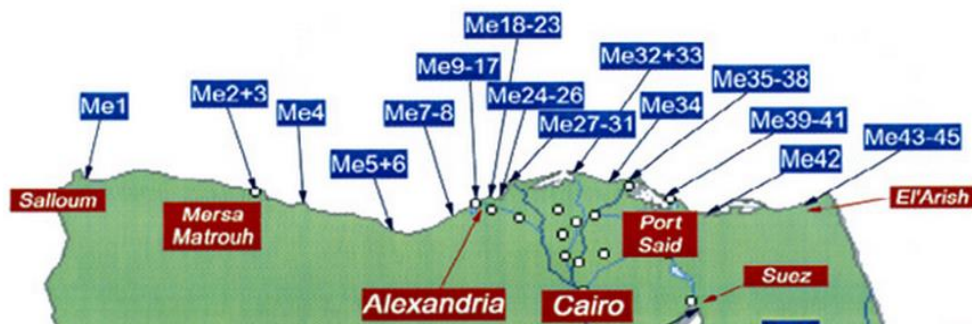 Me18-23
Me9-17
Me32+33
Me35-38
Me1
Me2+3
Me4
Me7-8
Me24-26
Me34
Me27-31
Me39-41
Me43-45
Me5+6
Me42
Salloum
Mersa
Matrouh
Port
Said
El'Arish
Suez
Alexandria
Cairo